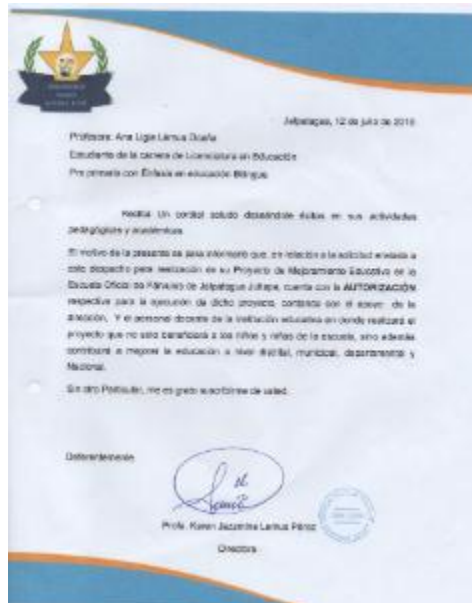 Jalpatagua, 12 de julio de 2019
Profesora: Ana Ligia Lemus Ocaña
Estudiante de la carrera de Licenciatura en Educación
Pre primaria con Énfasis en educación Bilingüe.
Reciba Un cordial saludo deseándole éxitos en sus actividades
pedagógicas y académicas.
El motivo de la presente es para informarle que, en relación a la solicitud enviada a
este despacho para realización de su Proyecto de Mejoramiento Educativo en la
Escuela Oficial de Párvulos de Jalpatagua Jutiapa, cuenta con la AUTORIZACIÓN
respectiva para la ejecución de dicho proyecto, contamos con el apoyo de la
dirección, Y el personal docente de la institución educativa en donde realizará el
proyecto que no solo beneficiará a los niños y niñas de la escuela, sino además
contribuirá a mejorar la educación a nivel distrital, municipal, departamental y
Nacional.
Sin otro Particular, me es grato suscribirme de usted.
Deferentemente
Profa. Karen Jazmine Lemus Pérez
Directora